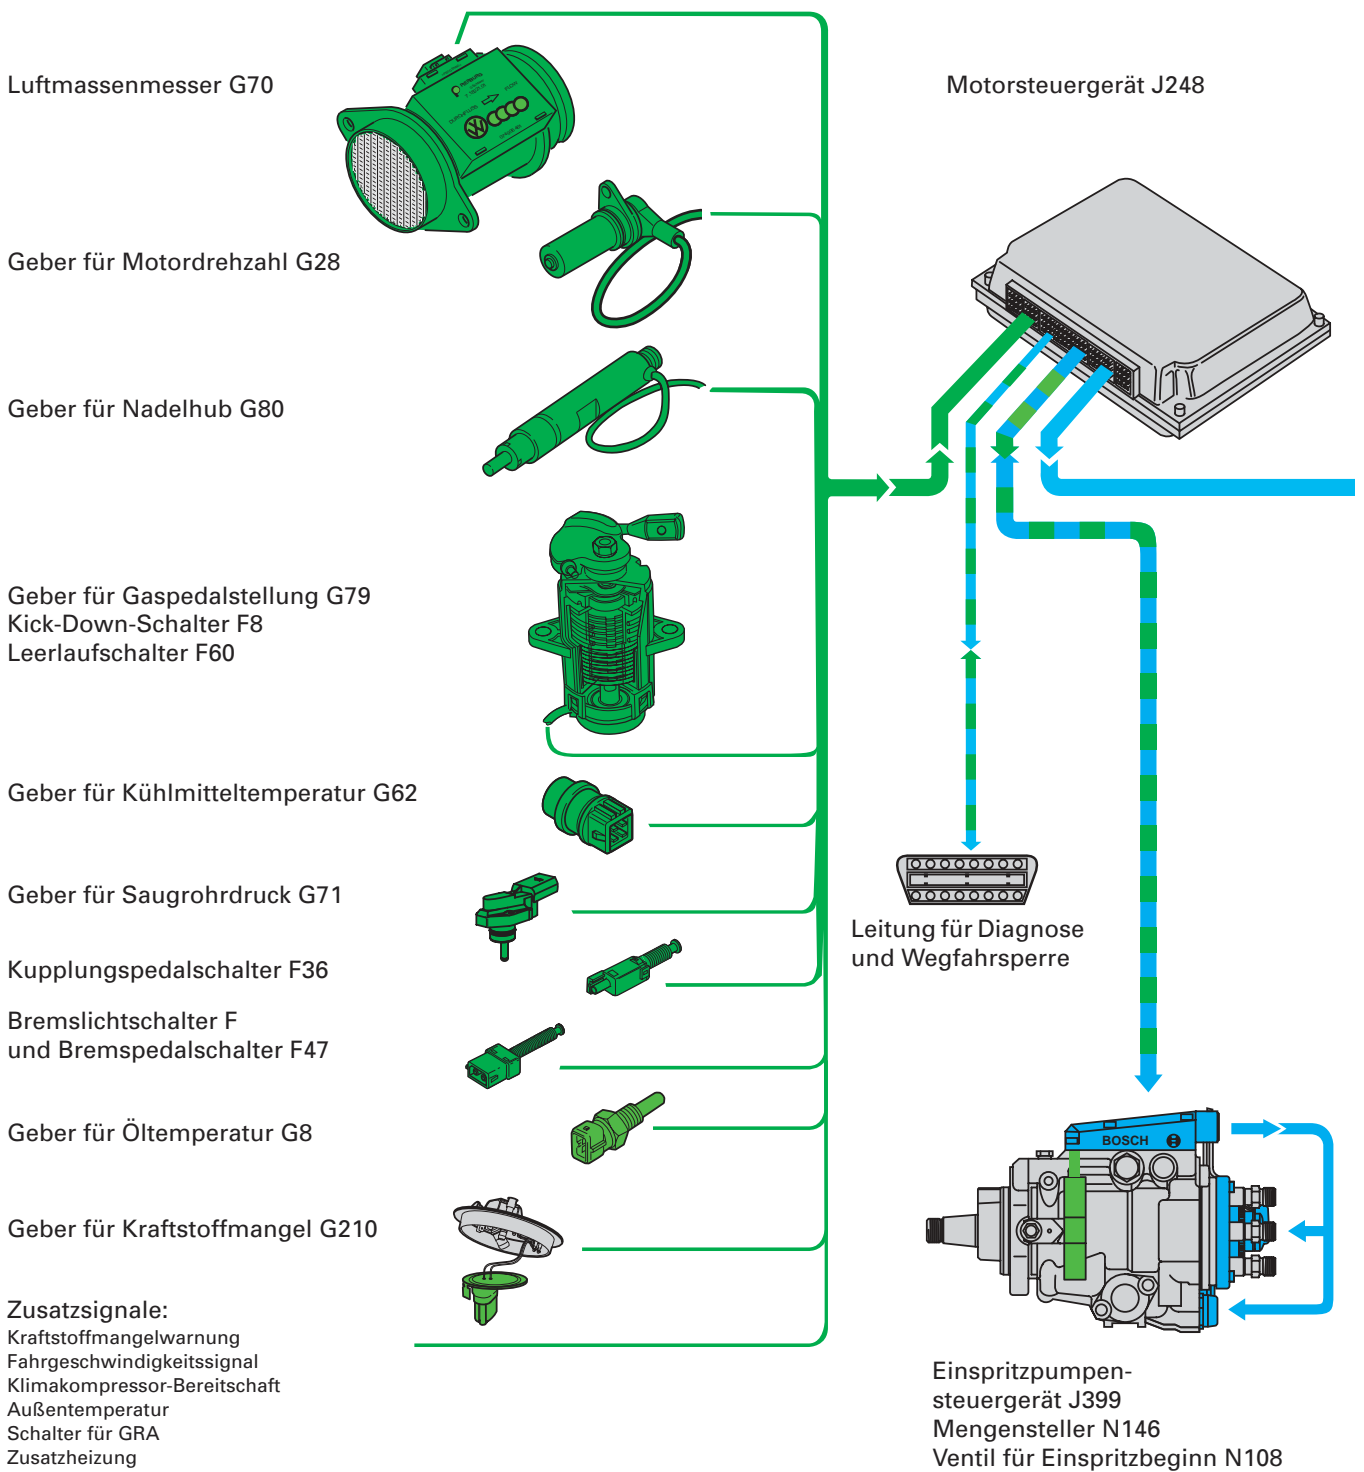 Luftmassenmesser G70
Motorsteuergerät J248
Geber für Motordrehzahl G28
Geber für Nadelhub G80
Geber für Gaspedalstellung G79
Kick-Down-Schalter F8
Leerlaufschalter F60
Geber für Kühlmitteltemperatur G62
Geber für Saugrohrdruck G71
Kupplungspedalschalter F36
Bremslichtschalter F
und Bremspedalschalter F47
Geber für Öltemperatur G8
Geber für Kraftstoffmangel G210
Zusatzsignale:
Kraftstoffmangelwarnung
Fahrgeschwindigkeitssignal
Klimakompressor-Bereitschaft
Außentemperatur
Schalter für GRA
Zusatzheizung
Leitung für Diagnose
und Wegfahrsperre
BOSCH
Einspritzpumpen-
steuergerät J399
Mengensteller N146
Ventil für Einspritzbeginn N108